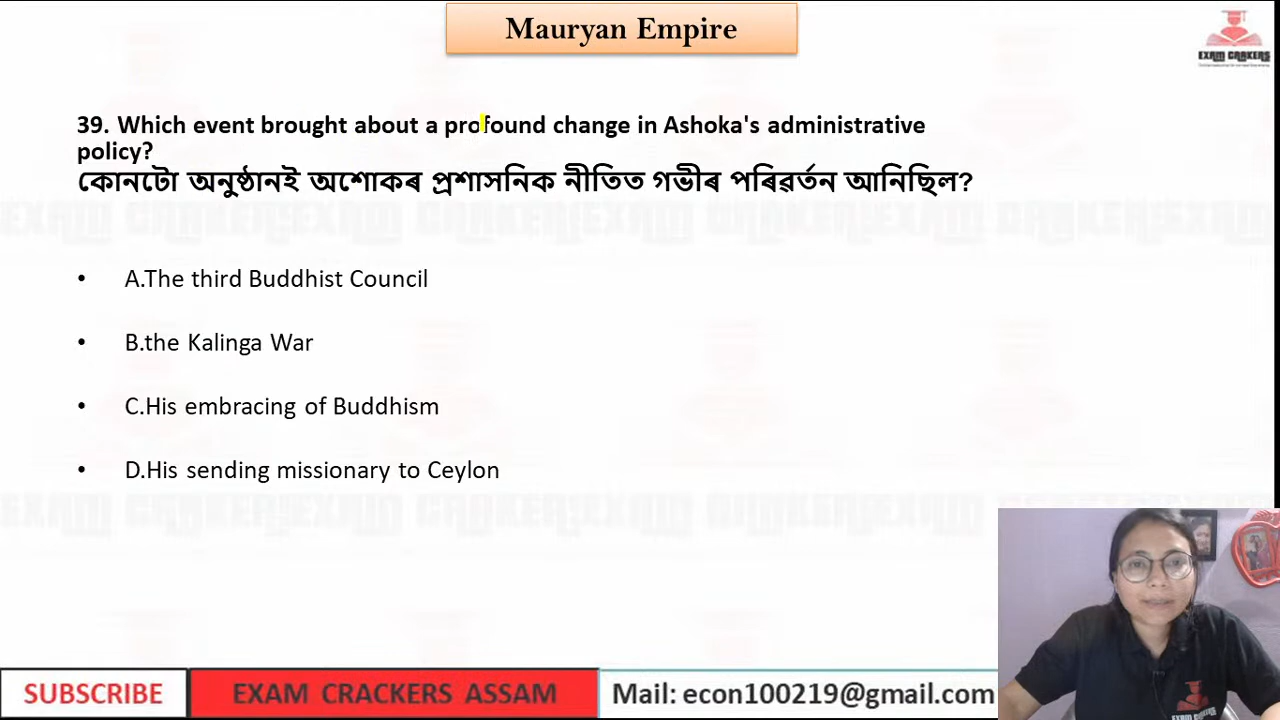 Mauryan Empire
EXAM CRAKERS
39. Which event brought about a profound change in Ashoka's administrative
policy?
কোনটো অনুষ্ঠানই অশোকৰ প্ৰশাসনিক নীতিত গভীৰ পৰিৱৰ্তন আনিছিল?
• A.The third Buddhist Council
• B.the Kalinga War
• C.His embracing of Buddhism
• D.His sending missionary to Ceylon
SUBSCRIBE
EXAM CRACKERS ASSAM
Mail: econ100219@gmail.com